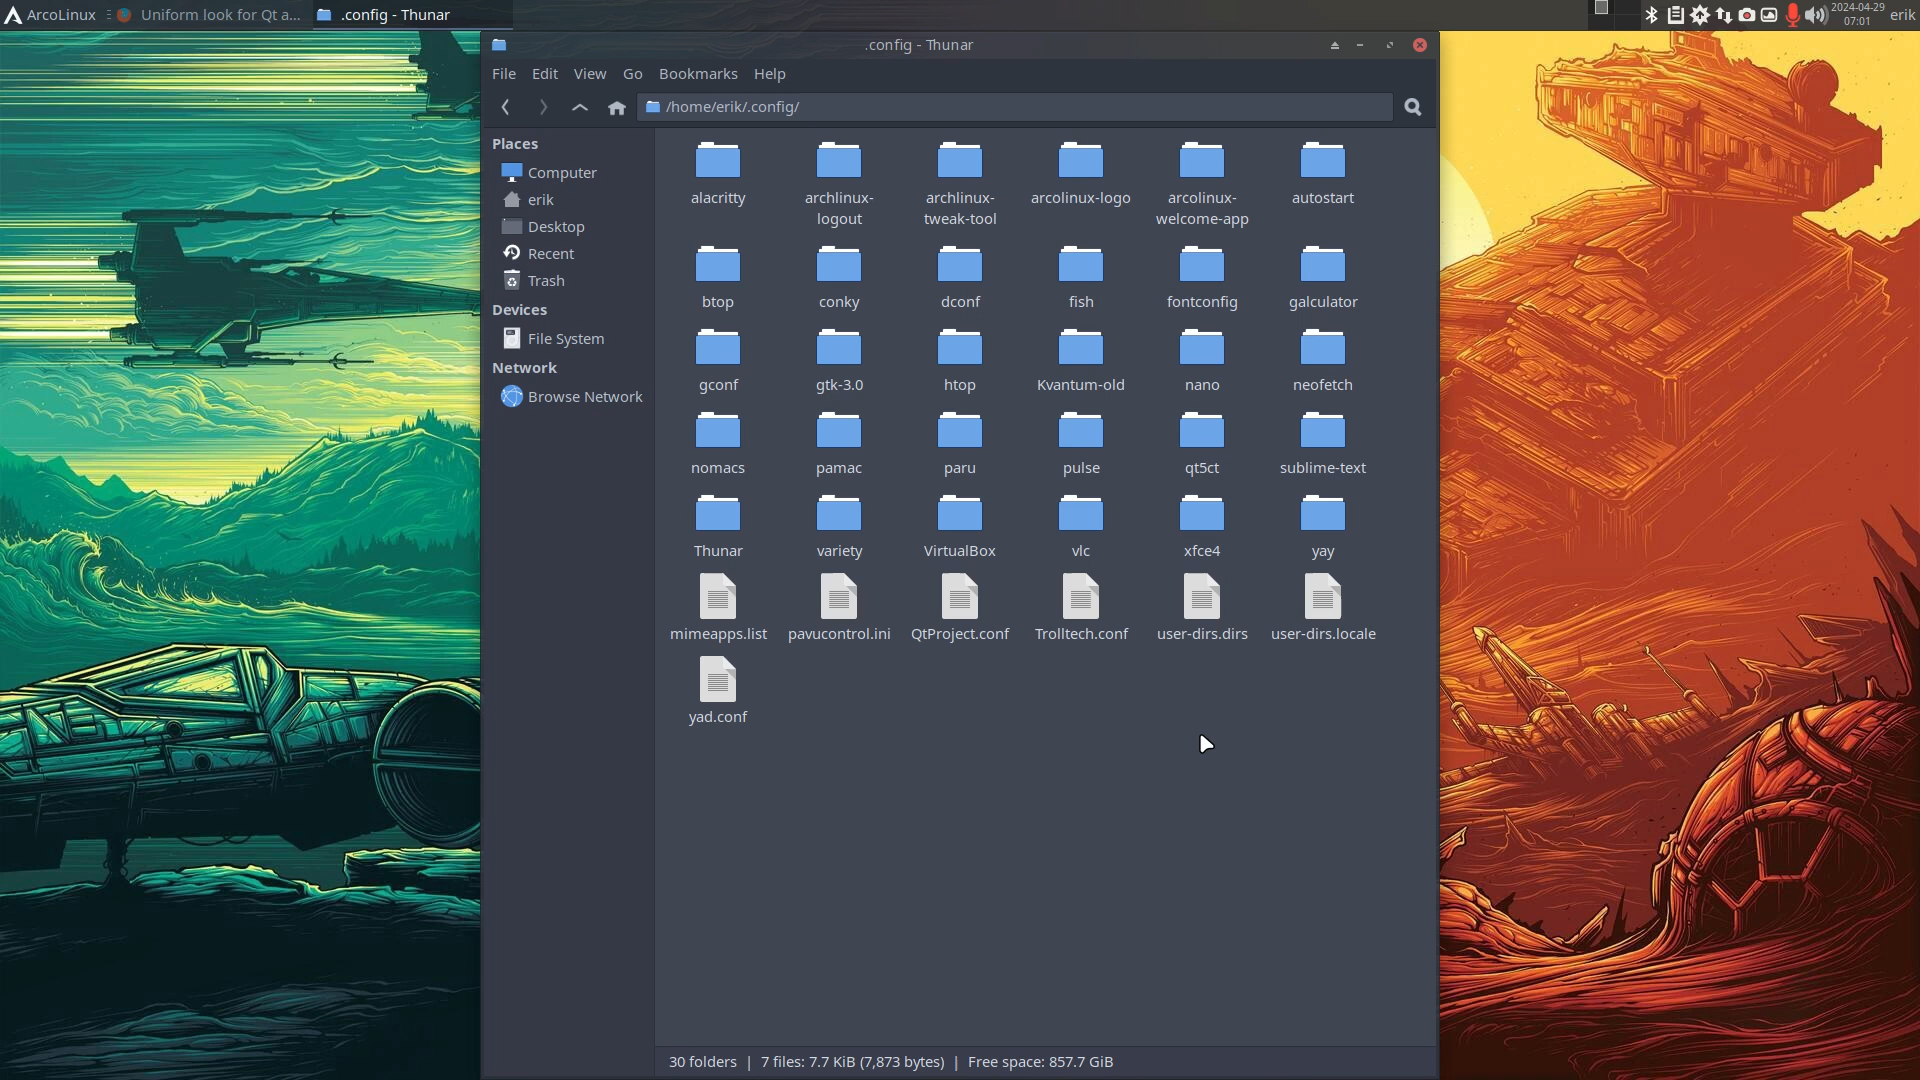 ArcoLinux
Uniform look for Qt a...
.config - Thunar
2024-04-29
07:01
erik
.config - Thunar
File Edit View Go Bookmarks Help
/home/erik/.config/
Places
Computer
erik
Desktop
Recent
Trash
Devices
File System
Network
Browse Network
alacritty
archlinux-
logout
archlinux-
tweak-tool
arcolinux-logo
arcolinux-
welcome-app
autostart
btop
conky
dconf
fish
fontconfig
galculator
gconf
gtk-3.0
htop
Kvantum-old
nano
neofetch
nomacs
pamac
paru
pulse
qt5ct
sublime-text
Thunar
variety
VirtualBox
vlc
xfce4
yay
mimeapps.list
pavucontrol.ini
QtProject.conf
Trolltech.conf
user-dirs.dirs
user-dirs.locale
yad.conf
30 folders | 7 files: 7.7 KiB (7,873 bytes) | Free space: 857.7 GiB